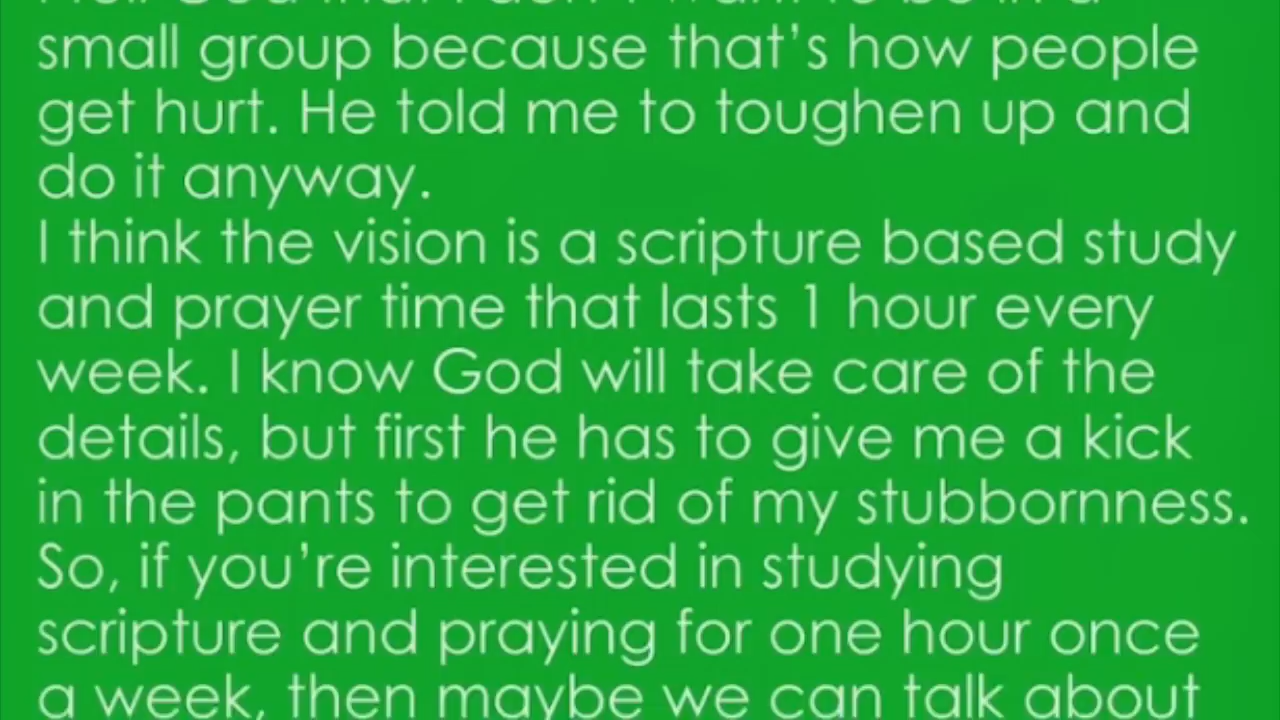 small group because that's how people
get hurt. He told me to toughen up and
do it anyway.
I think the vision is a scripture based study
and prayer time that lasts 1 hour every
week. I know God will take care of the
details, but first he has to give me a kick
in the pants to get rid of my stubbornness.
So, if you're interested in studying
scripture and praying for one hour once
a week, then maybe we can talk about